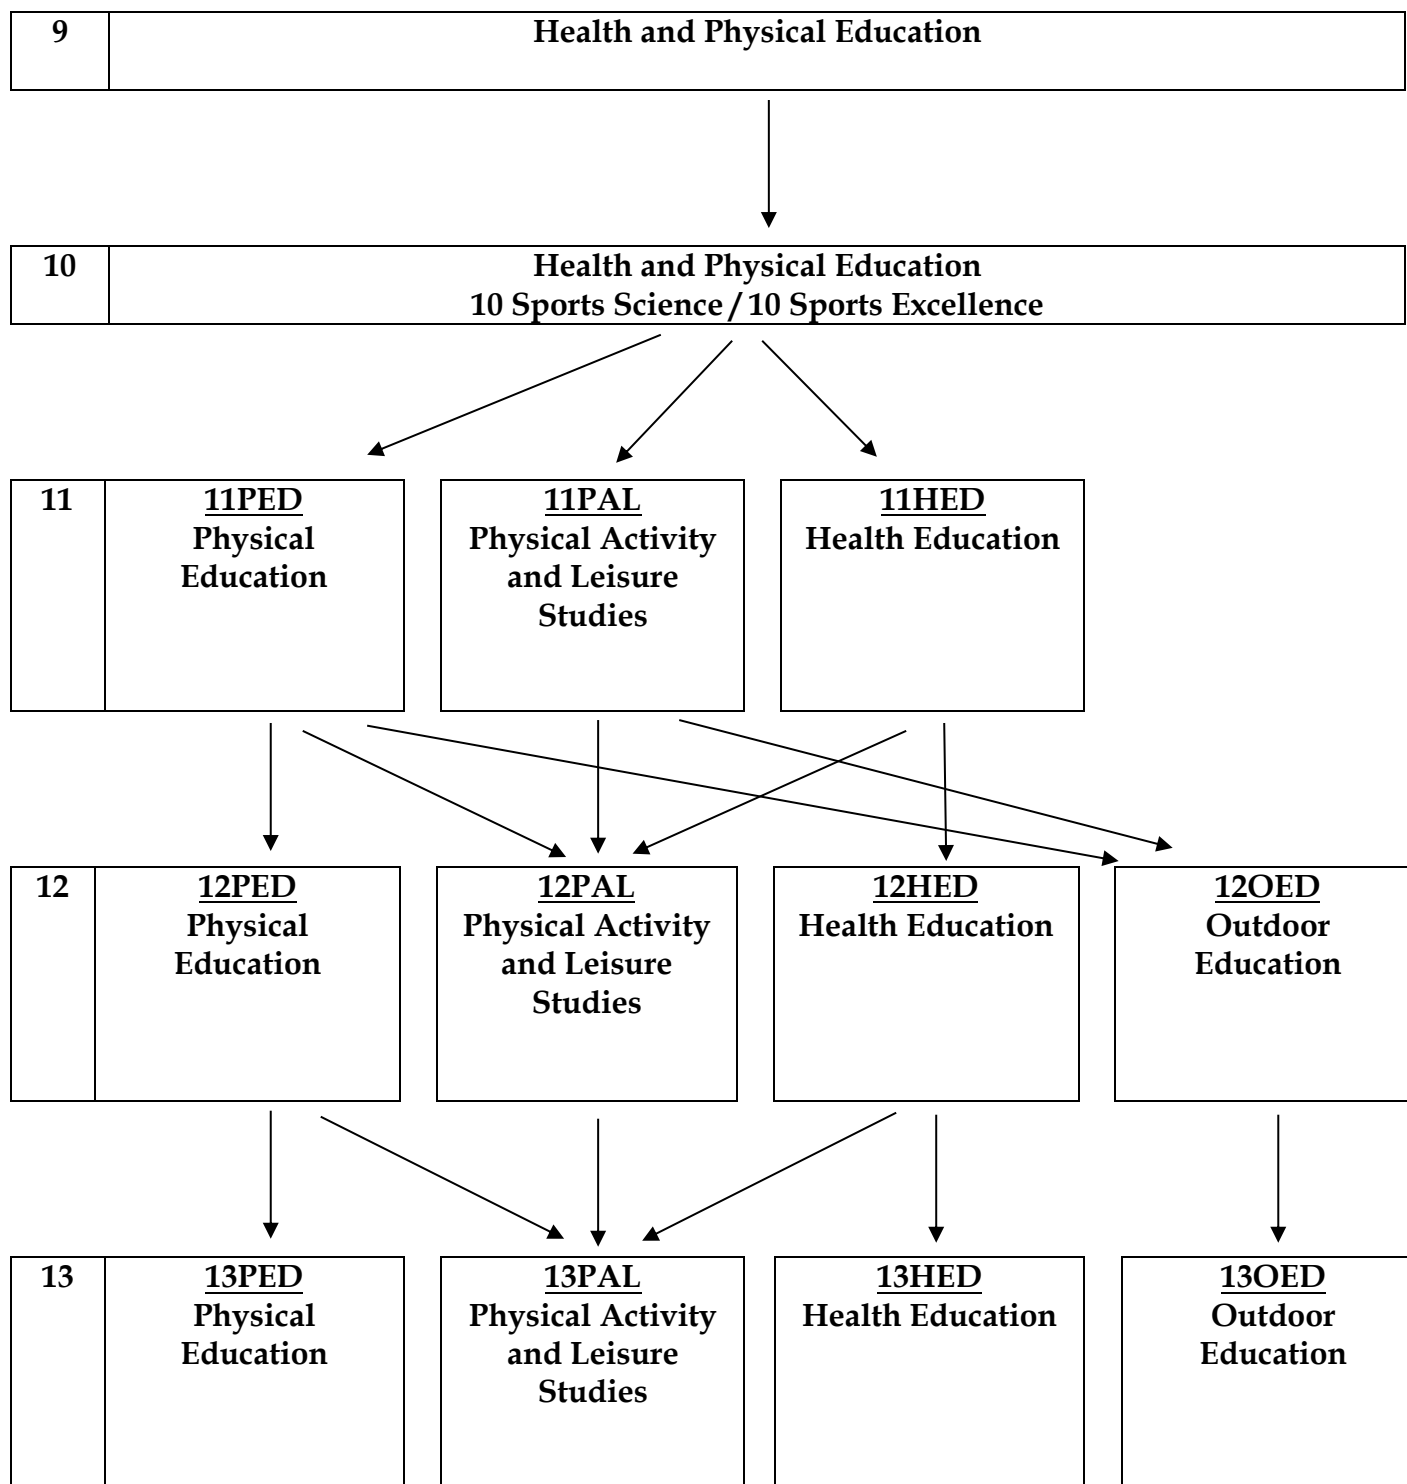 9
Health and Physical Education
10
Health and Physical Education
10 Sports Science / 10 Sports Excellence
11
11PED
Physical
Education
11PAL
Physical Activity
and Leisure
Studies
11HED
Health Education
12
12PED
Physical
Education
12PAL
Physical Activity
and Leisure
Studies
12HED
Health Education
12OED
Outdoor
Education
13
13PED
Physical
Education
13PAL
Physical Activity
and Leisure
Studies
13HED
Health Education
13OED
Outdoor
Education